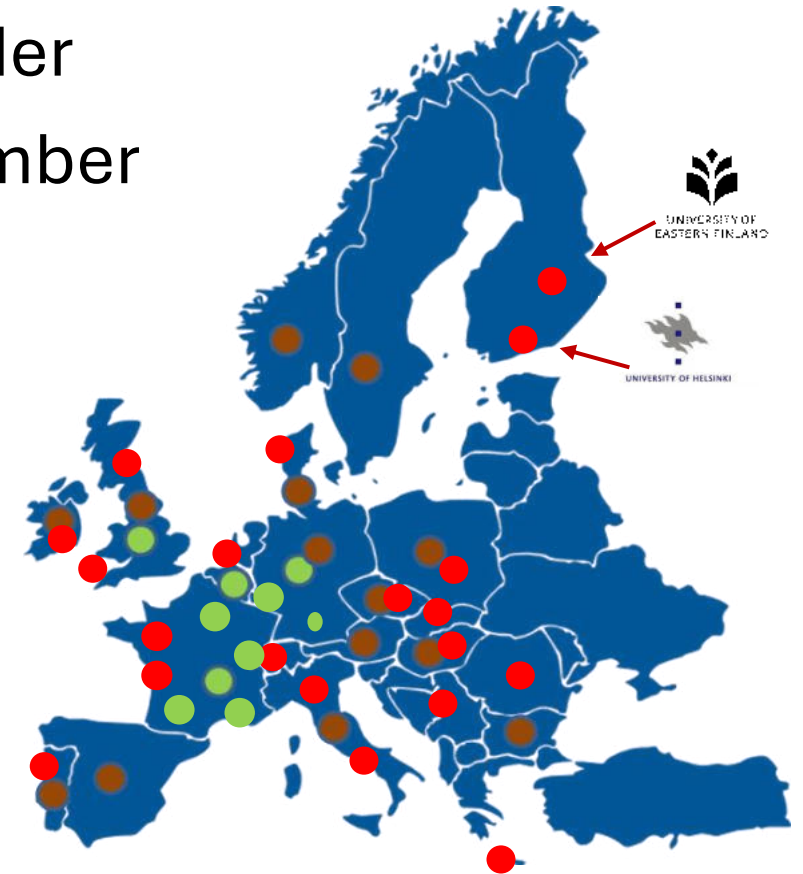 ler
mber
UNIVERSITY OF
EASTERN FINLAND
UNIVERSITY OF HELSINKI